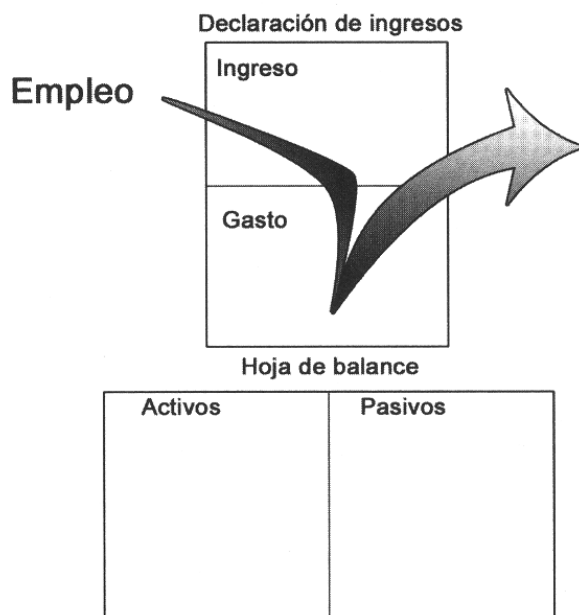 Declaración de ingresos
Ingreso
Empleo
Gasto
Hoja de balance
Activos
Pasivos